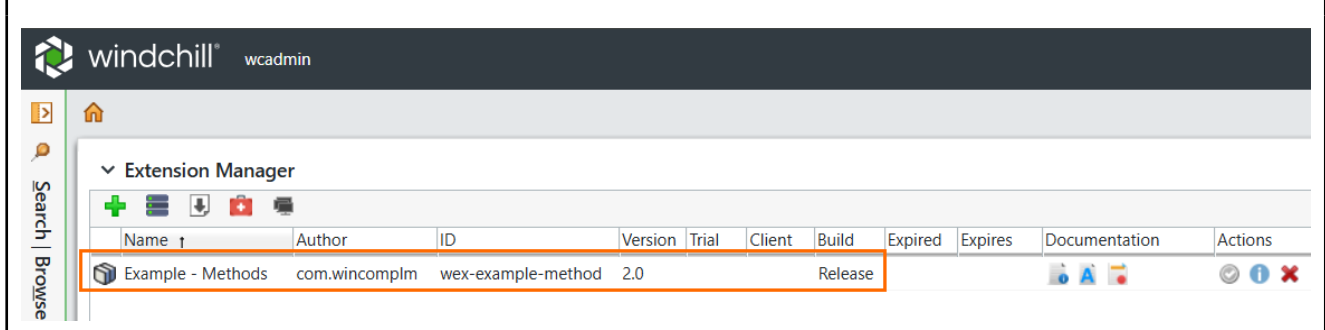 windchill® wcadmin
Search | Browse
Extension Manager
Name ↑ Author ID Version Trial Client Build Expired Expires Documentation Actions
Example - Methods com.wincomplm wex-example-method 2.0 Release